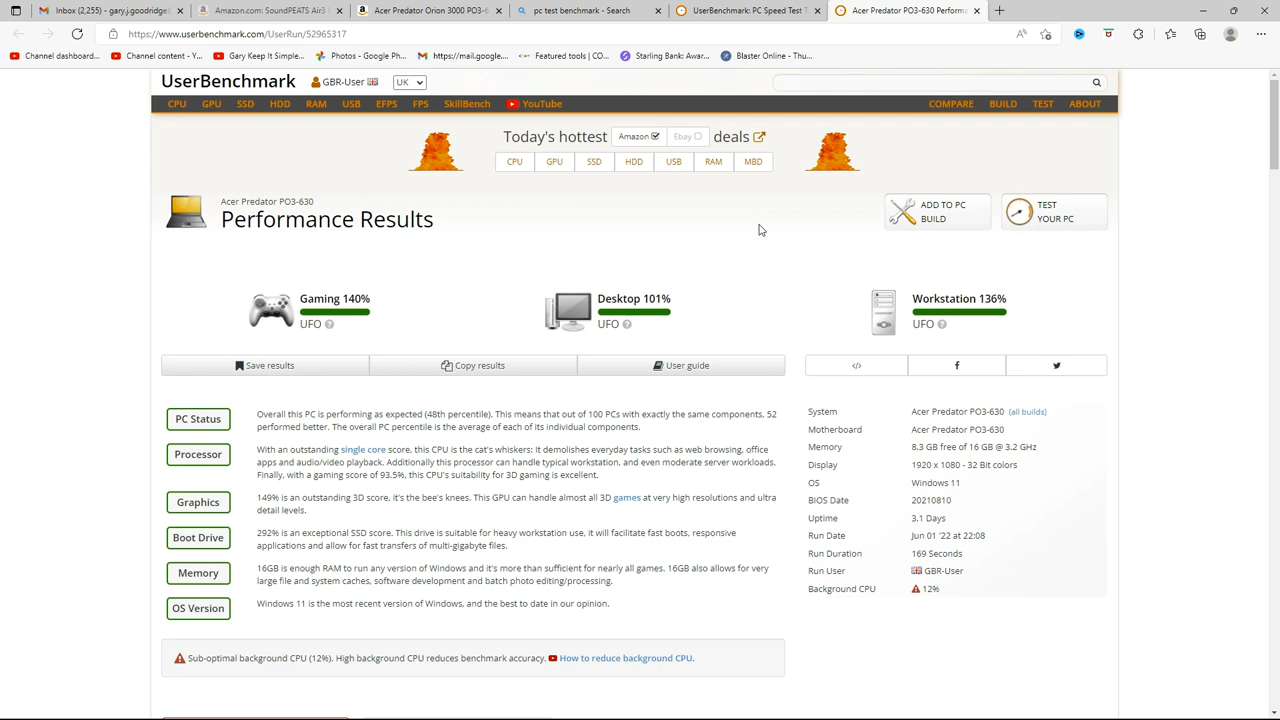 Inbox (2,255) - gary.j.goodridge
Amazon.com: SoundPEATS Air3
Acer Predator Orion 3000 PO3-6
pc test benchmark - Search
UserBenchmark: PC Speed Test T
Acer Predator PO3-630 Performa
https://www.userbenchmark.com/UserRun/52965317
Channel dashboard...
Channel content - Y...
Gary Keep It Simple...
Photos - Google Ph...
https://mail.google....
Featured tools | CO...
Starling Bank: Awar...
Blaster Online - Thu...
UserBenchmark
GBR-User
UK
CPU GPU SSD HDD RAM USB EFPS FPS SkillBench YouTube COMPARE BUILD TEST ABOUT
Today's hottest Amazon Ebay deals
CPU GPU SSD HDD USB RAM MBD
Acer Predator PO3-630
Performance Results
ADD TO PC
BUILD
TEST
YOUR PC
Gaming 140%
UFO
Desktop 101%
UFO
Workstation 136%
UFO
Save results
Copy results
User guide
</>
PC Status
Overall this PC is performing as expected (48th percentile). This means that out of 100 PCs with exactly the same components, 52
performed better. The overall PC percentile is the average of each of its individual components.
Processor
With an outstanding single core score, this CPU is the cat's whiskers: It demolishes everyday tasks such as web browsing, office
apps and audio/video playback. Additionally this processor can handle typical workstation, and even moderate server workloads.
Finally, with a gaming score of 93.5%, this CPU's suitability for 3D gaming is excellent.
Graphics
149% is an outstanding 3D score, it's the bee's knees. This GPU can handle almost all 3D games at very high resolutions and ultra
detail levels.
Boot Drive
292% is an exceptional SSD score. This drive is suitable for heavy workstation use, it will facilitate fast boots, responsive
applications and allow for fast transfers of multi-gigabyte files.
Memory
16GB is enough RAM to run any version of Windows and it's more than sufficient for nearly all games. 16GB also allows for very
large file and system caches, software development and batch photo editing/processing.
OS Version
Windows 11 is the most recent version of Windows, and the best to date in our opinion.
System Acer Predator PO3-630 (all builds)
Motherboard Acer Predator PO3-630
Memory 8.3 GB free of 16 GB @ 3.2 GHz
Display 1920 x 1080 - 32 Bit colors
OS Windows 11
BIOS Date 20210810
Uptime 3.1 Days
Run Date Jun 01 '22 at 22:08
Run Duration 169 Seconds
Run User GBR-User
Background CPU 12%
Sub-optimal background CPU (12%). High background CPU reduces benchmark accuracy. How to reduce background CPU.